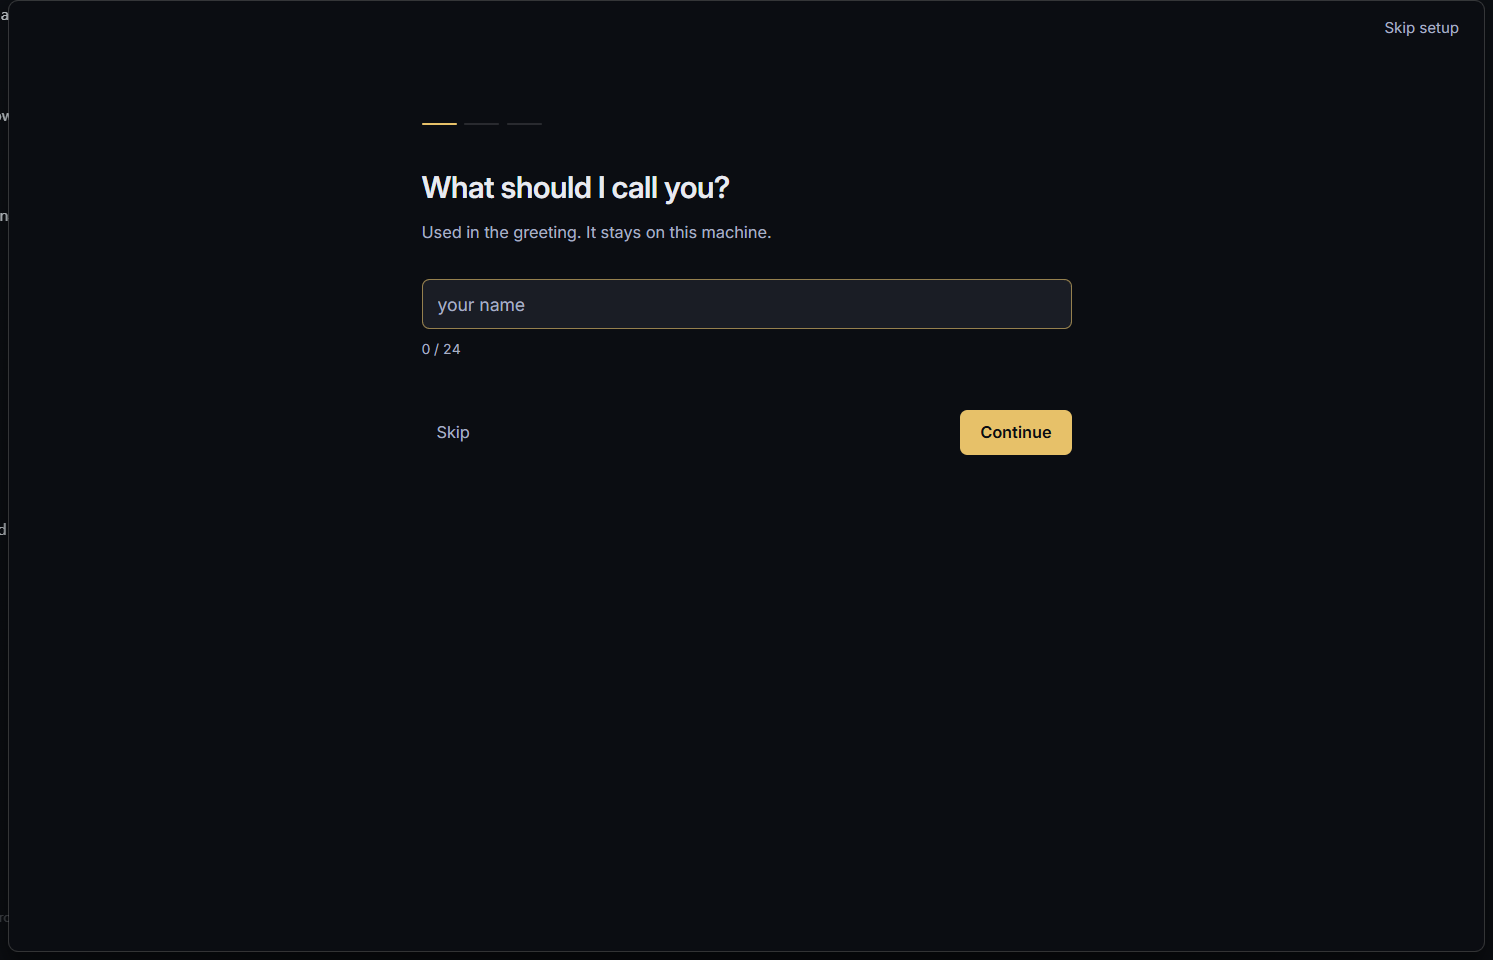 Skip setup
What should I call you?
Used in the greeting. It stays on this machine.
your name
0 / 24
Skip
Continue